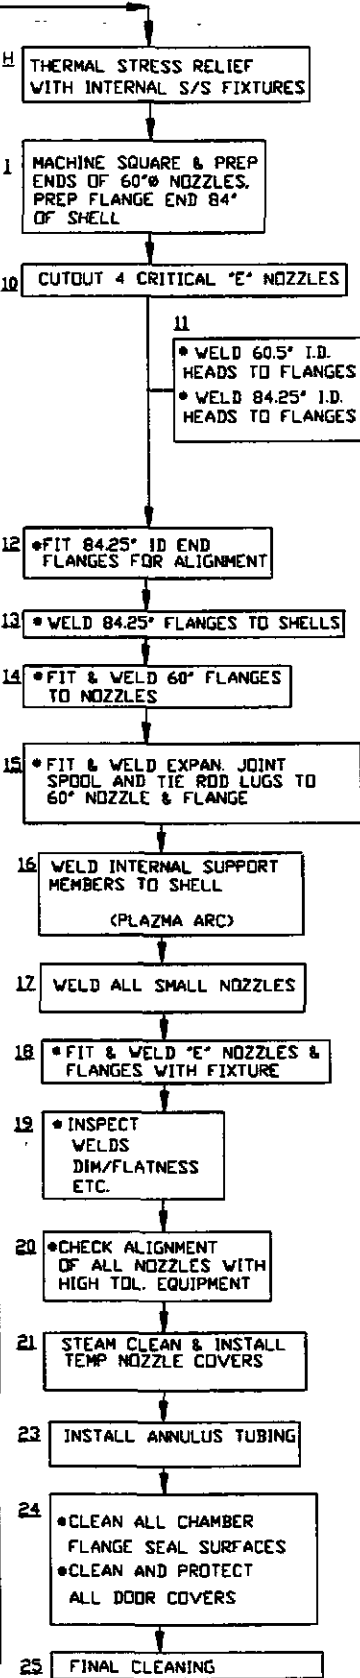 H
THERMAL STRESS RELIEF
WITH INTERNAL S/S FIXTURES
I
MACHINE SQUARE & PREP
ENDS OF 60"Ø NOZZLES,
PREP FLANGE END 84"
OF SHELL
10
CUTOUT 4 CRITICAL "E" NOZZLES
11
• WELD 60.5" I.D.
HEADS TO FLANGES
• WELD 84.25" I.D.
HEADS TO FLANGES
12
•FIT 84.25" ID END
FLANGES FOR ALIGNMENT
13
• WELD 84.25" FLANGES TO SHELLS
14
•FIT & WELD 60" FLANGES
TO NOZZLES
15
•FIT & WELD EXPAN. JOINT
SPOOL AND TIE ROD LUGS TO
60" NOZZLE & FLANGE
16
WELD INTERNAL SUPPORT
MEMBERS TO SHELL
(PLAZMA ARC)
17
WELD ALL SMALL NOZZLES
18
•FIT & WELD "E" NOZZLES &
FLANGES WITH FIXTURE
19
•INSPECT
WELDS
DIM/FLATNESS
ETC.
20
•CHECK ALIGNMENT
OF ALL NOZZLES WITH
HIGH TOL. EQUIPMENT
21
STEAM CLEAN & INSTALL
TEMP NOZZLE COVERS
23
INSTALL ANNULUS TUBING
24
•CLEAN ALL CHAMBER
FLANGE SEAL SURFACES
•CLEAN AND PROTECT
ALL DOOR COVERS
25
FINAL CLEANING